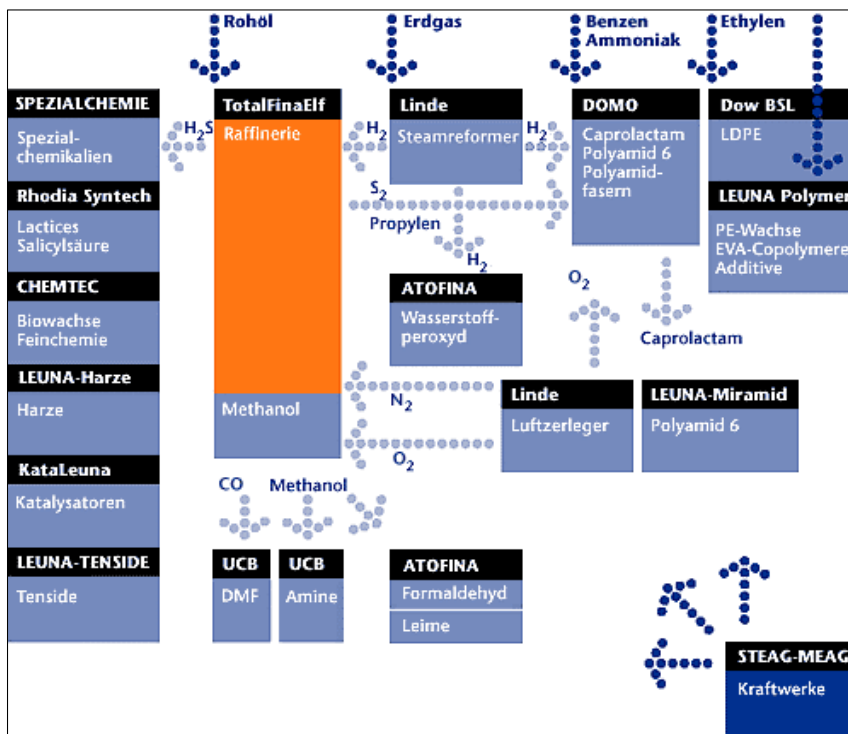 Rohöl
Erdgas
Benzen
Ammoniak
Ethylen
SPEZIALCHEMIE
Spezial-
chemikalien
H₂S
TotalFinaElf
Raffinerie
H₂
Linde
Steamreformer
H₂
DOMO
Caprolactam
Polyamid 6
Polyamid-
fasern
Dow BSL
LDPE
Rhodia Syntech
Lactices
Salicylsäure
S₂
Propylen
H₂
LEUNA Polymer
PE-Wachse
EVA-Copolymere
Additive
CHEMTEC
Biowachse
Feinchemie
ATOFINA
Wasserstoff-
peroxyd
O₂
Caprolactam
LEUNA-Harze
Harze
Methanol
N₂
O₂
Linde
Luftzerleger
LEUNA-Miramid
Polyamid 6
KataLeuna
Katalysatoren
CO
Methanol
LEUNA-TENSIDE
Tenside
UCB
DMF
UCB
Amine
ATOFINA
Formaldehyd
Leime
STEAG-MEAG
Kraftwerke